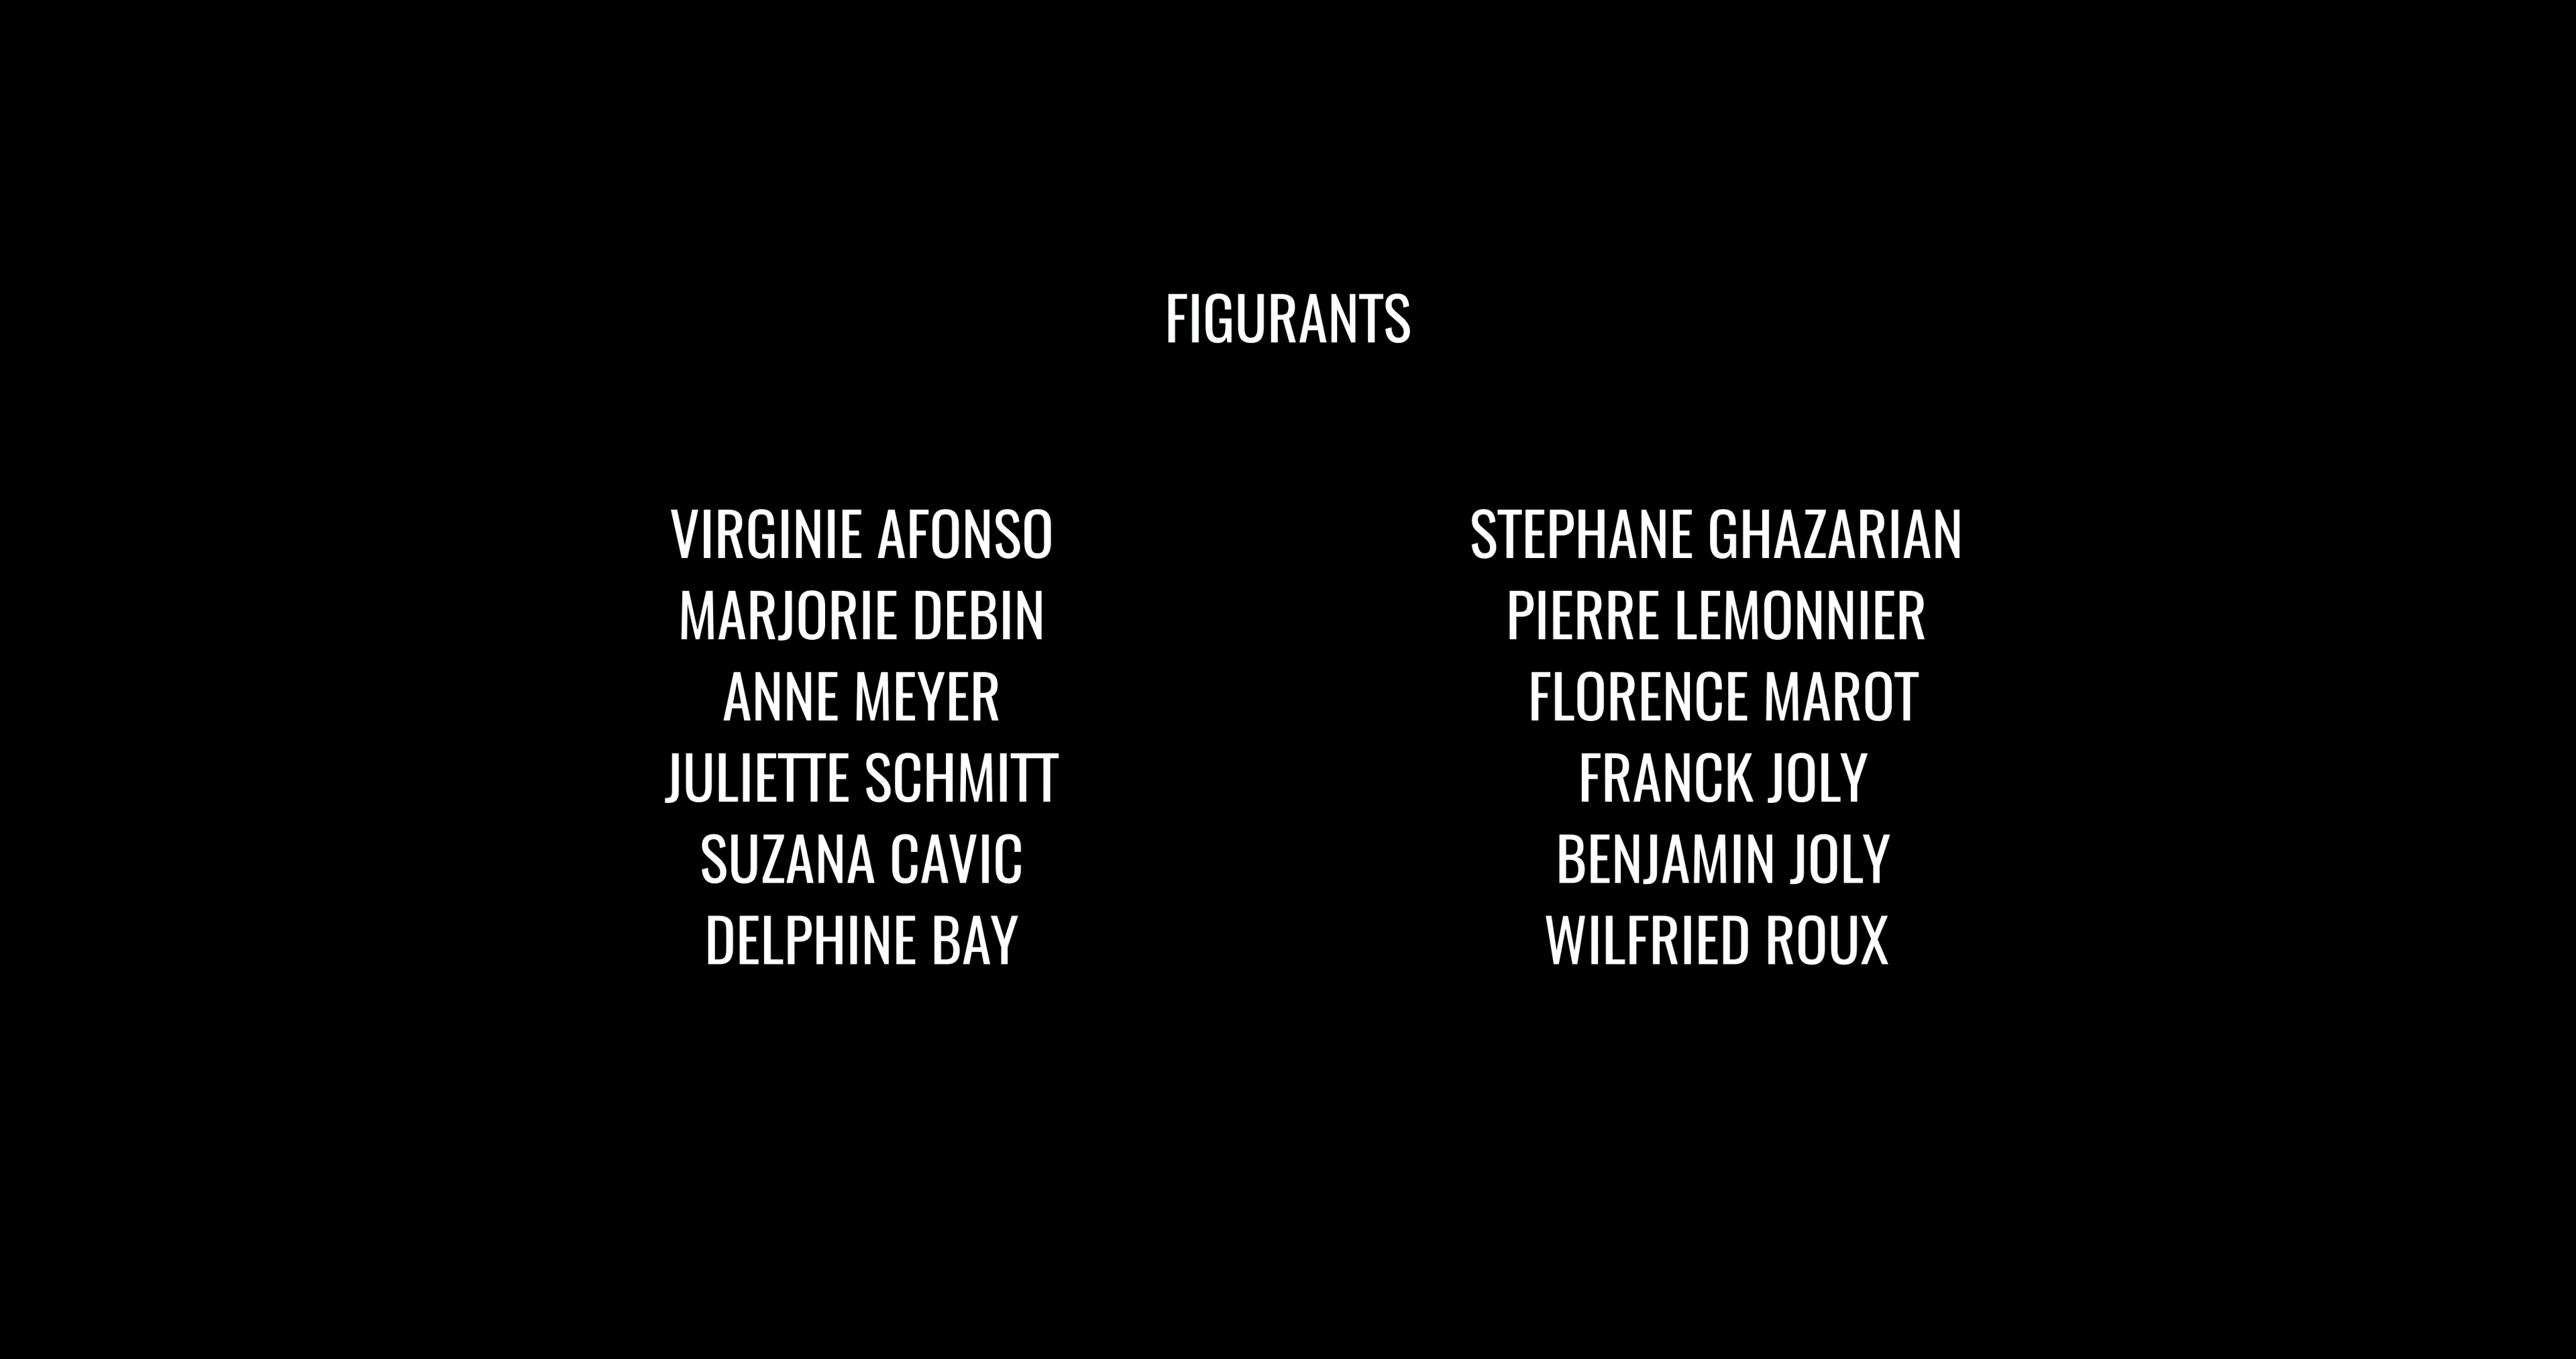 FIGURANTS
VIRGINIE AFONSO
MARJORIE DEBIN
ANNE MEYER
JULIETTE SCHMITT
SUZANA CAVIC
DELPHINE BAY
STEPHANE GHAZARIAN
PIERRE LEMONNIER
FLORENCE MAROT
FRANCK JOLY
BENJAMIN JOLY
WILFRIED ROUX